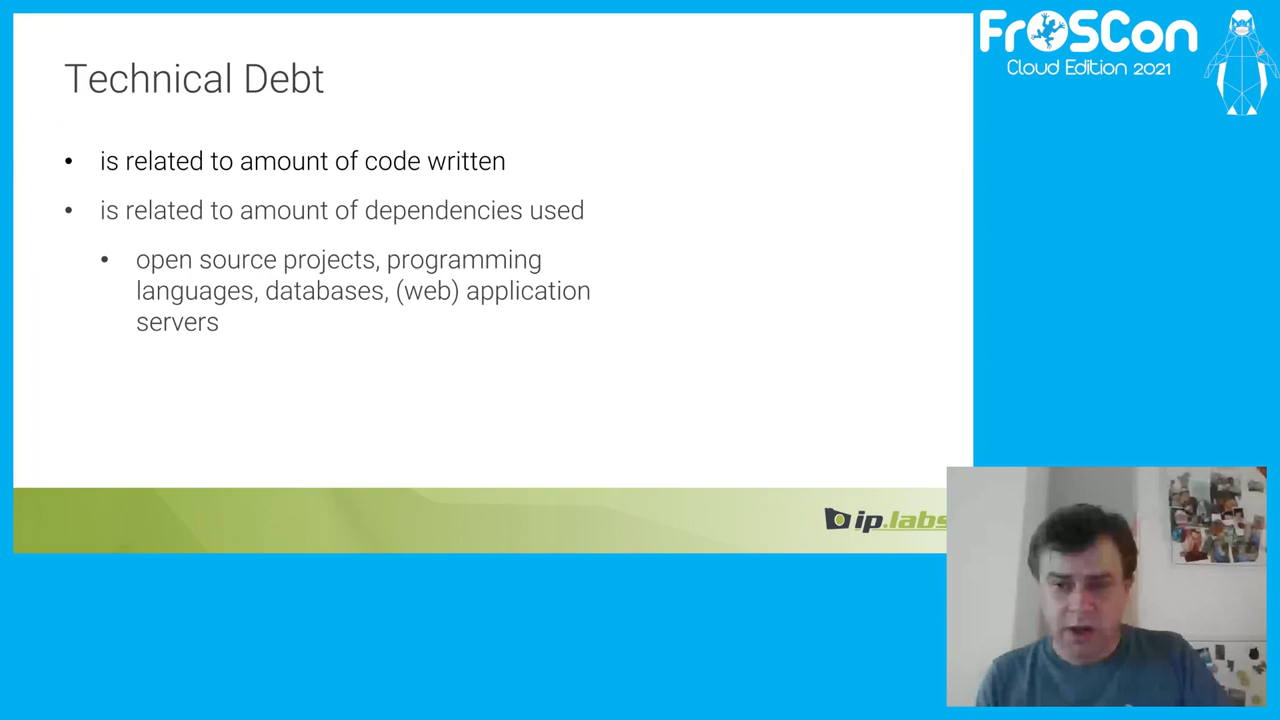 Technical Debt
• is related to amount of code written
• is related to amount of dependencies used
• open source projects, programming
languages, databases, (web) application
servers
ip.labs
FrOSCon
Cloud Edition 2021